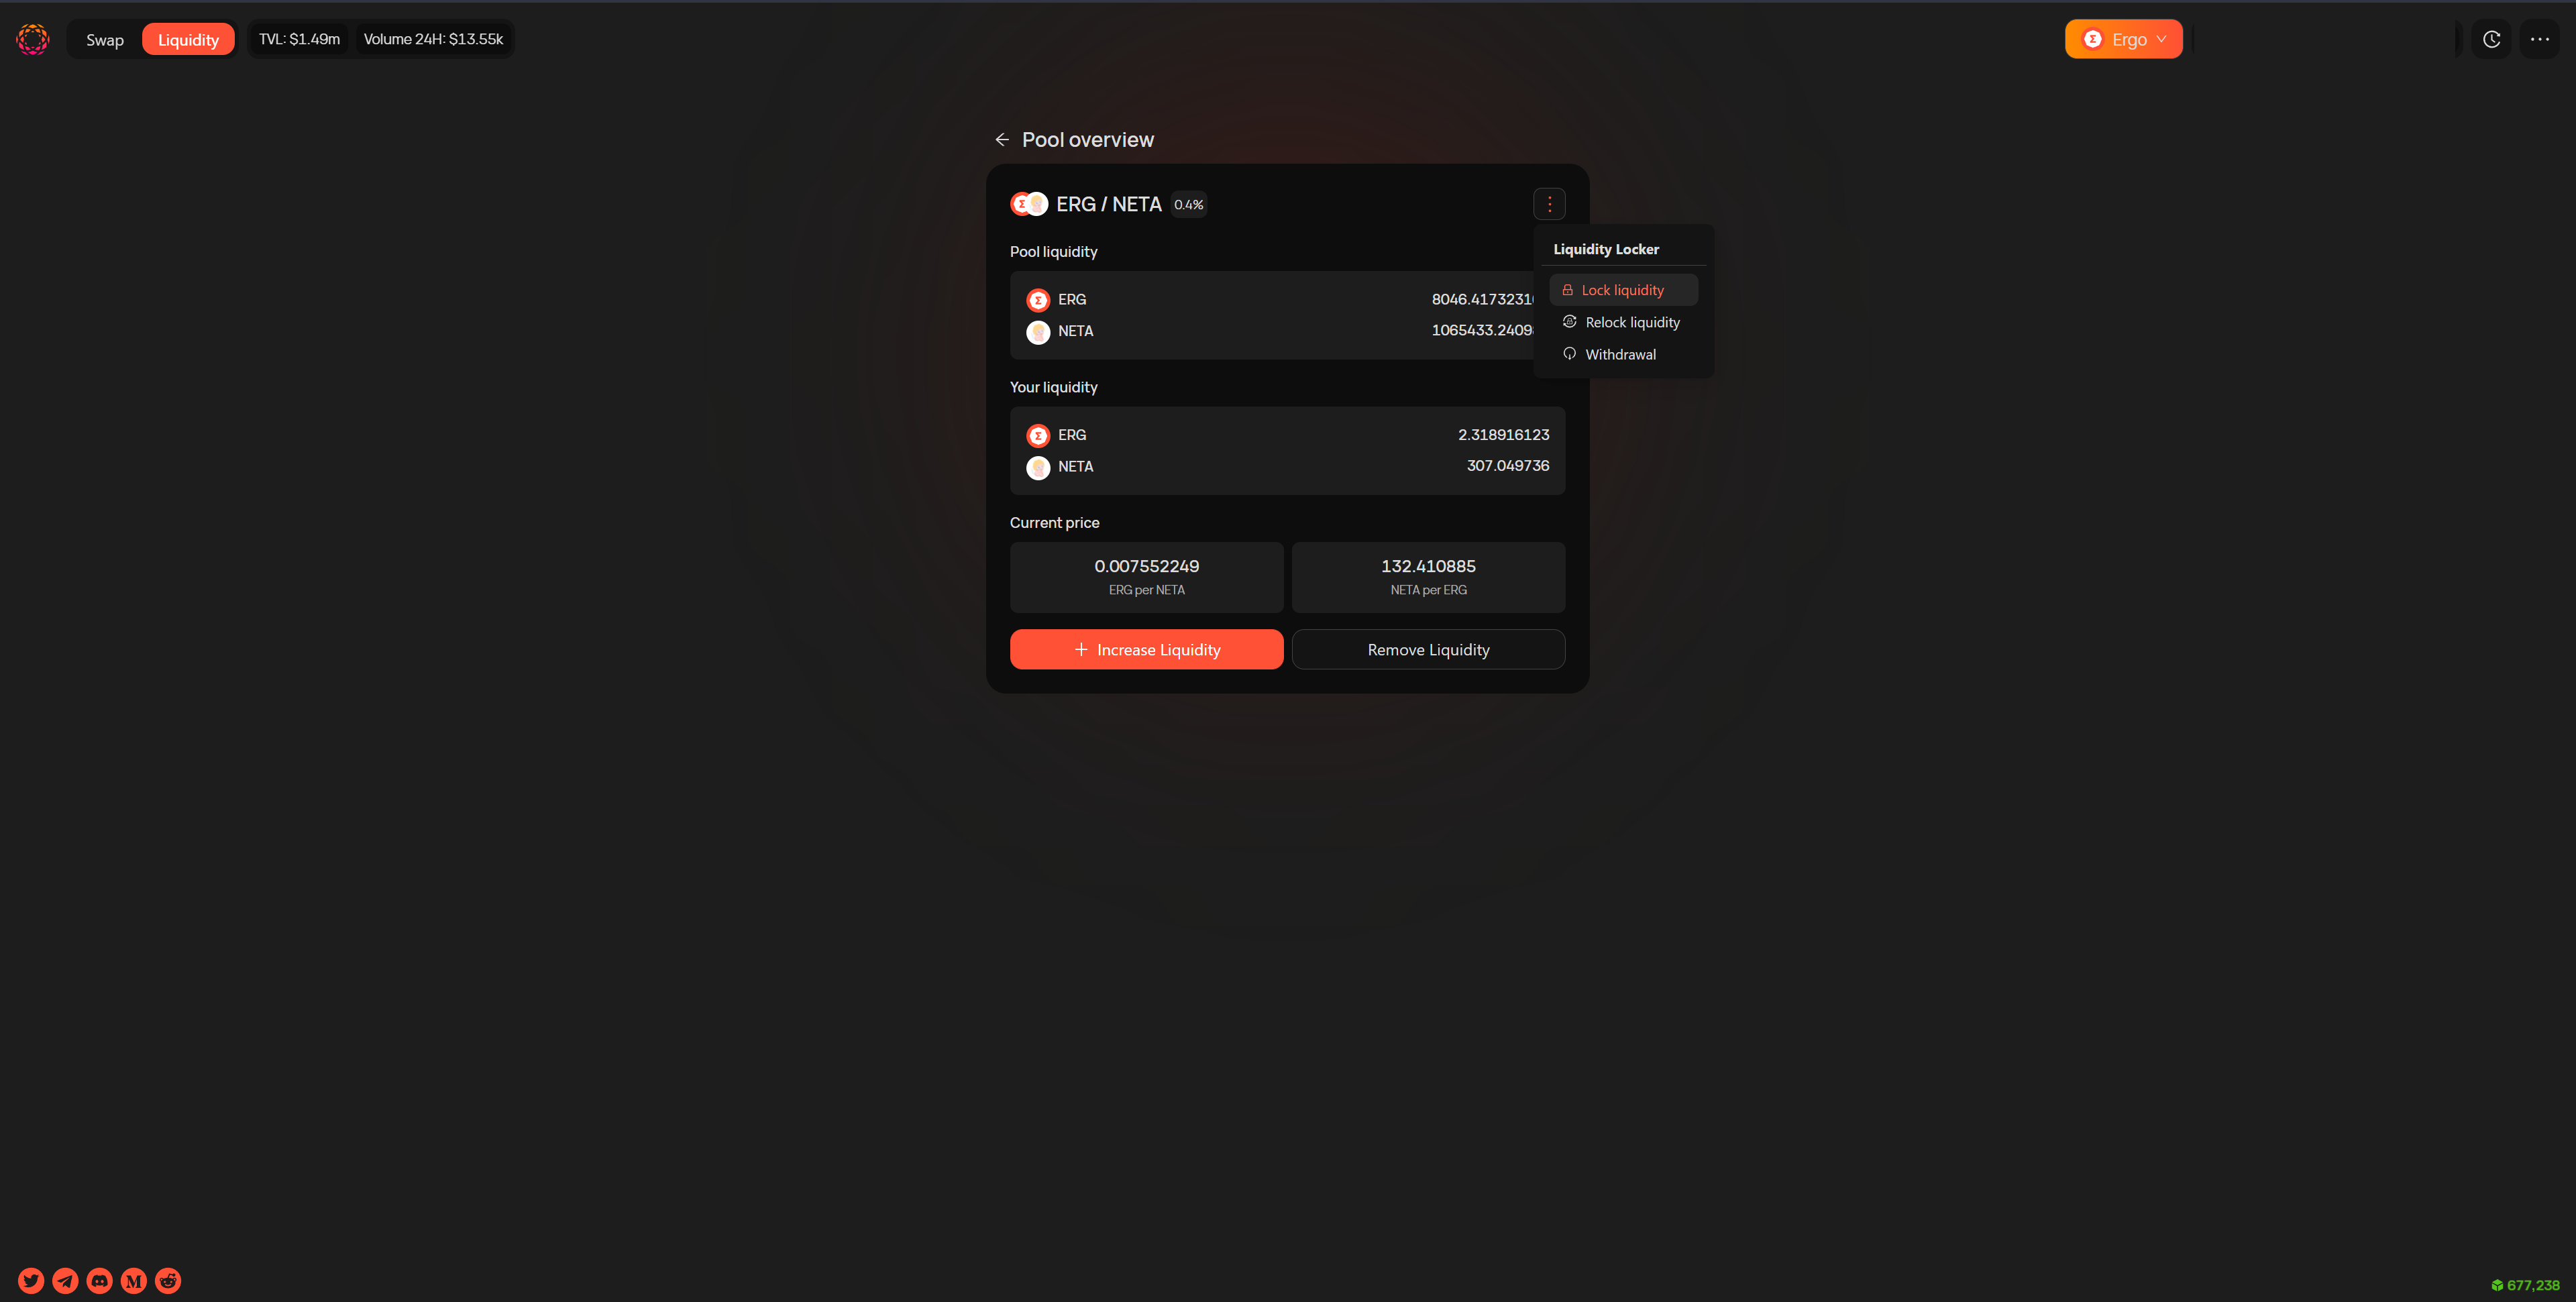 Swap Liquidity TVL: $1.49m Volume 24H: $13.55k Ergo
Pool overview
ERG / NETA 0.4%
Liquidity Locker
Pool liquidity
Lock liquidity
ERG 8046.4173231
Relock liquidity
NETA 1065433.2409
Withdrawal
Your liquidity
ERG 2.318916123
NETA 307.049736
Current price
0.007552249 132.410885
ERG per NETA NETA per ERG
Increase Liquidity Remove Liquidity
677,238